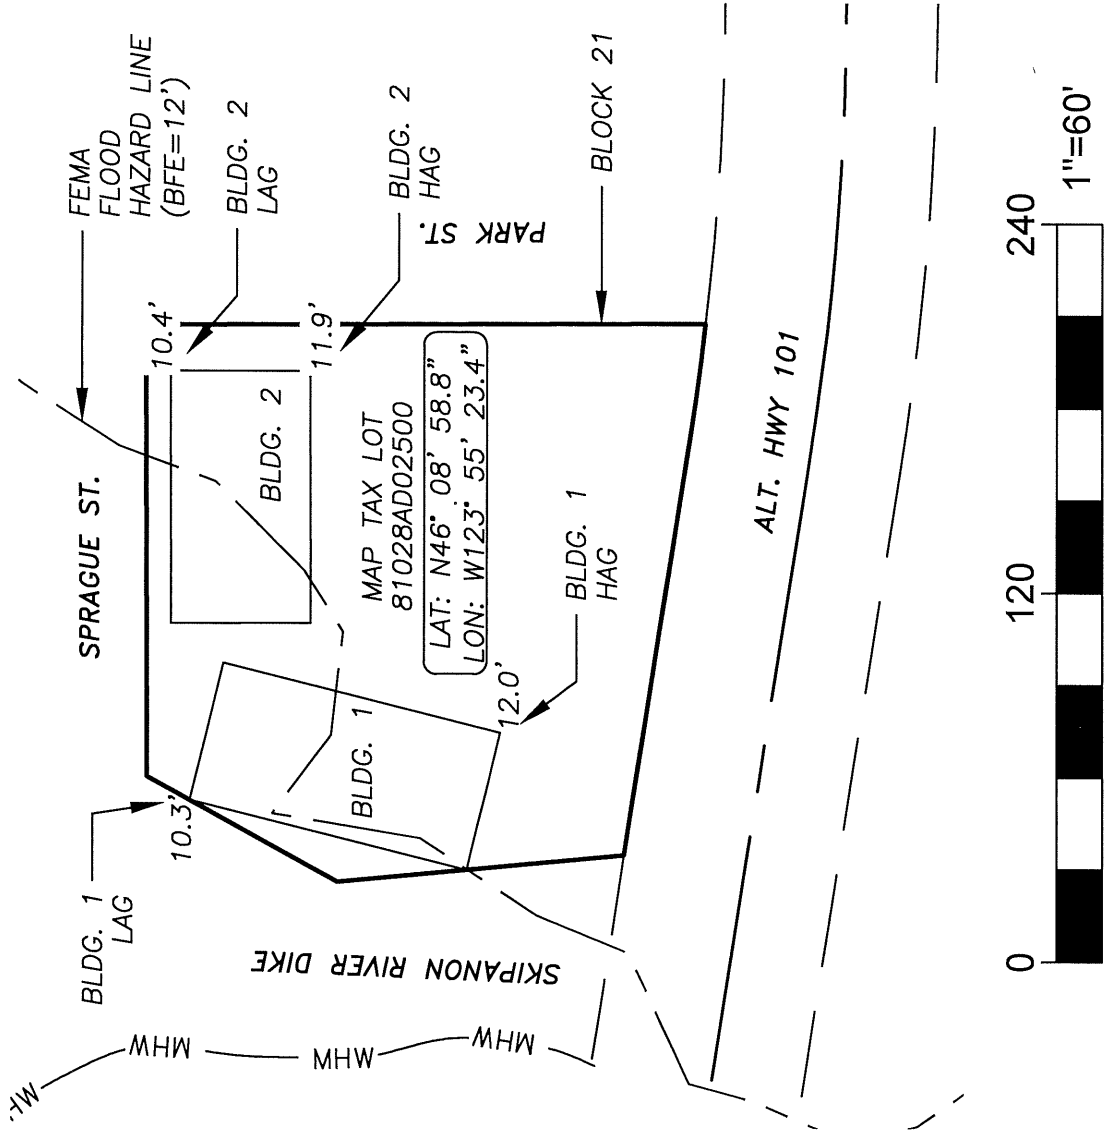 FEMA
FLOOD
HAZARD LINE
(BFE=12')
BLDG. 2
LAG
BLDG. 2
HAG
BLOCK 21
PARK ST.
10.4'
11.9'
SPRAGUE ST.
BLDG. 2
MAP TAX LOT
81028AD02500
LAT: N46° 08' 58.8"
LON: W123° 55' 23.4"
BLDG. 1
HAG
12.0'
BLDG. 1
10.3'
BLDG. 1
LAG
ALT. HWY 101
SKIPANON RIVER DIKE
MHW
MHW
MHW
MHW
0
120
240
1"=60'